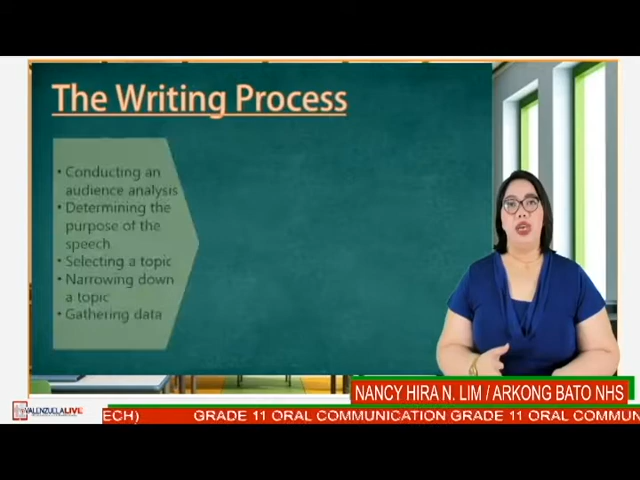 The Writing Process
• Conducting an
audience analysis
• Determining the
purpose of the
speech
• Selecting a topic
• Narrowing down
a topic
• Gathering data
NANCY HIRA N. LIM / ARKONG BATO NHS
VALENZUELALIVE
ECH) GRADE 11 ORAL COMMUNICATION GRADE 11 ORAL COMMUN